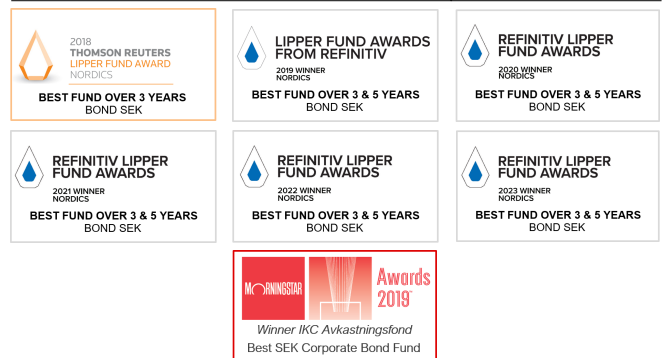 2018
THOMSON REUTERS
LIPPER FUND AWARD
NORDICS
BEST FUND OVER 3 YEARS
BOND SEK
LIPPER FUND AWARDS
FROM REFINITIV
2019 WINNER
NORDICS
BEST FUND OVER 3 & 5 YEARS
BOND SEK
REFINITIV LIPPER
FUND AWARDS
2020 WINNER
NORDICS
BEST FUND OVER 3 & 5 YEARS
BOND SEK
REFINITIV LIPPER
FUND AWARDS
2021 WINNER
NORDICS
BEST FUND OVER 3 & 5 YEARS
BOND SEK
REFINITIV LIPPER
FUND AWARDS
2022 WINNER
NORDICS
BEST FUND OVER 3 & 5 YEARS
BOND SEK
REFINITIV LIPPER
FUND AWARDS
2023 WINNER
NORDICS
BEST FUND OVER 3 & 5 YEARS
BOND SEK
MORNINGSTAR
Awards
2019
Winner IKC Avkastningsfond
Best SEK Corporate Bond Fund